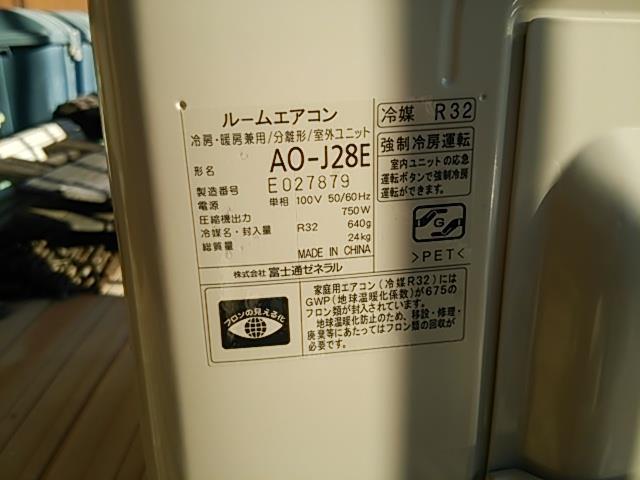 ルームエアコン
冷房・暖房兼用/分離形/室外ユニット
形名 AO-J28E
製造番号 E027879
電源 単相 100V 50/60Hz
圧縮機出力 750W
冷媒名・封入量 R32 640g
総質量 24kg
MADE IN CHINA
株式会社 富士通ゼネラル
冷媒 R32
強制冷房運転
室内ユニットの応急
運転ボタンで強制冷房
運転ができます。
G
>PET<
フロンの見える化
家庭用エアコン(冷媒R32)には
GWP(地球温暖化係数)が675の
フロン類が封入されています。
地球温暖化防止のため、移設・修理・
廃棄等にあたってはフロン類の回収が
必要です。